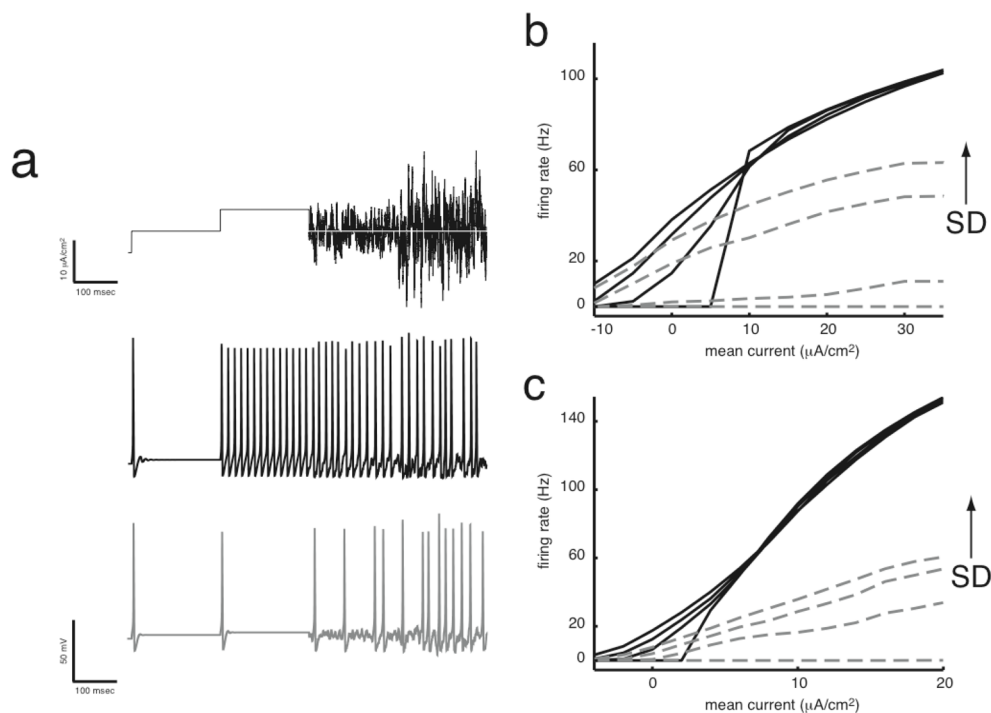 a
10 μA/cm²
100 msec
50 mV
100 msec
b
firing rate (Hz)
100
60
20
0
-10
0
10
20
30
mean current (μA/cm²)
SD
c
firing rate (Hz)
140
100
60
20
0
0
10
20
mean current (μA/cm²)
SD